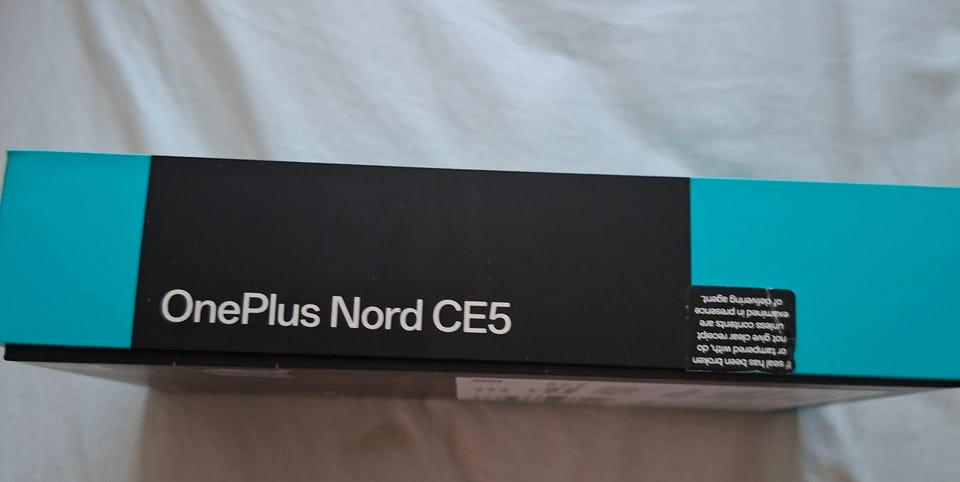 OnePlus Nord CE5
If seal has been broken
or tampered with, do
not give clear receipt
unless contents are
examined in presence
of delivering agent.